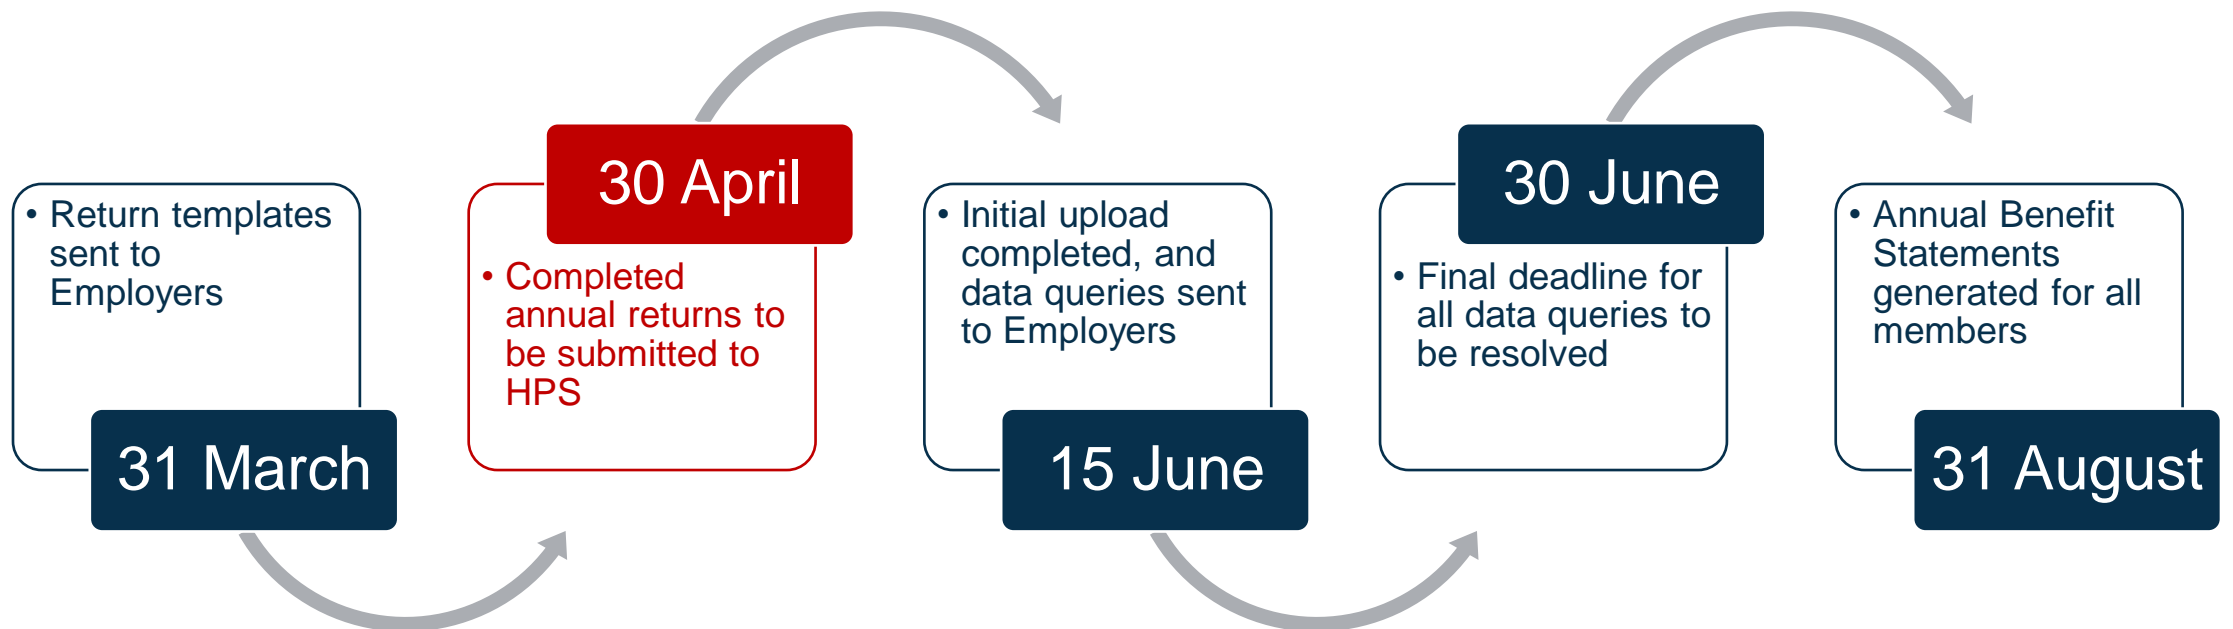 • Return templates
sent to
Employers
31 March
30 April
• Completed
annual returns to
be submitted to
HPS
• Initial upload
completed, and
data queries sent
to Employers
15 June
30 June
• Final deadline for
all data queries to
be resolved
• Annual Benefit
Statements
generated for all
members
31 August